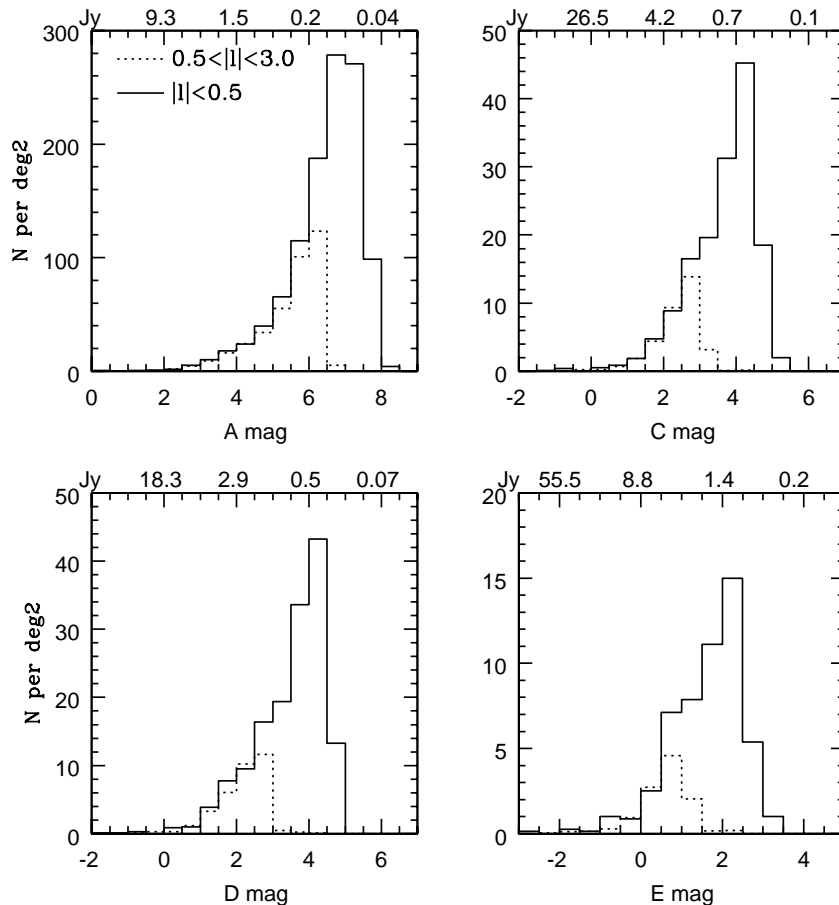 Jy 9.3 1.5 0.2 0.04
Jy 26.5 4.2 0.7 0.1
300
200
100
0
0.5<|l|<3.0
|l|<0.5
N per deg2
0 2 4 6 8
A mag
50
40
30
20
10
0
-2 0 2 4 6
C mag
Jy 18.3 2.9 0.5 0.07
Jy 55.5 8.8 1.4 0.2
50
40
30
20
10
0
N per deg2
-2 0 2 4 6
D mag
20
15
10
5
0
0 2 4
E mag